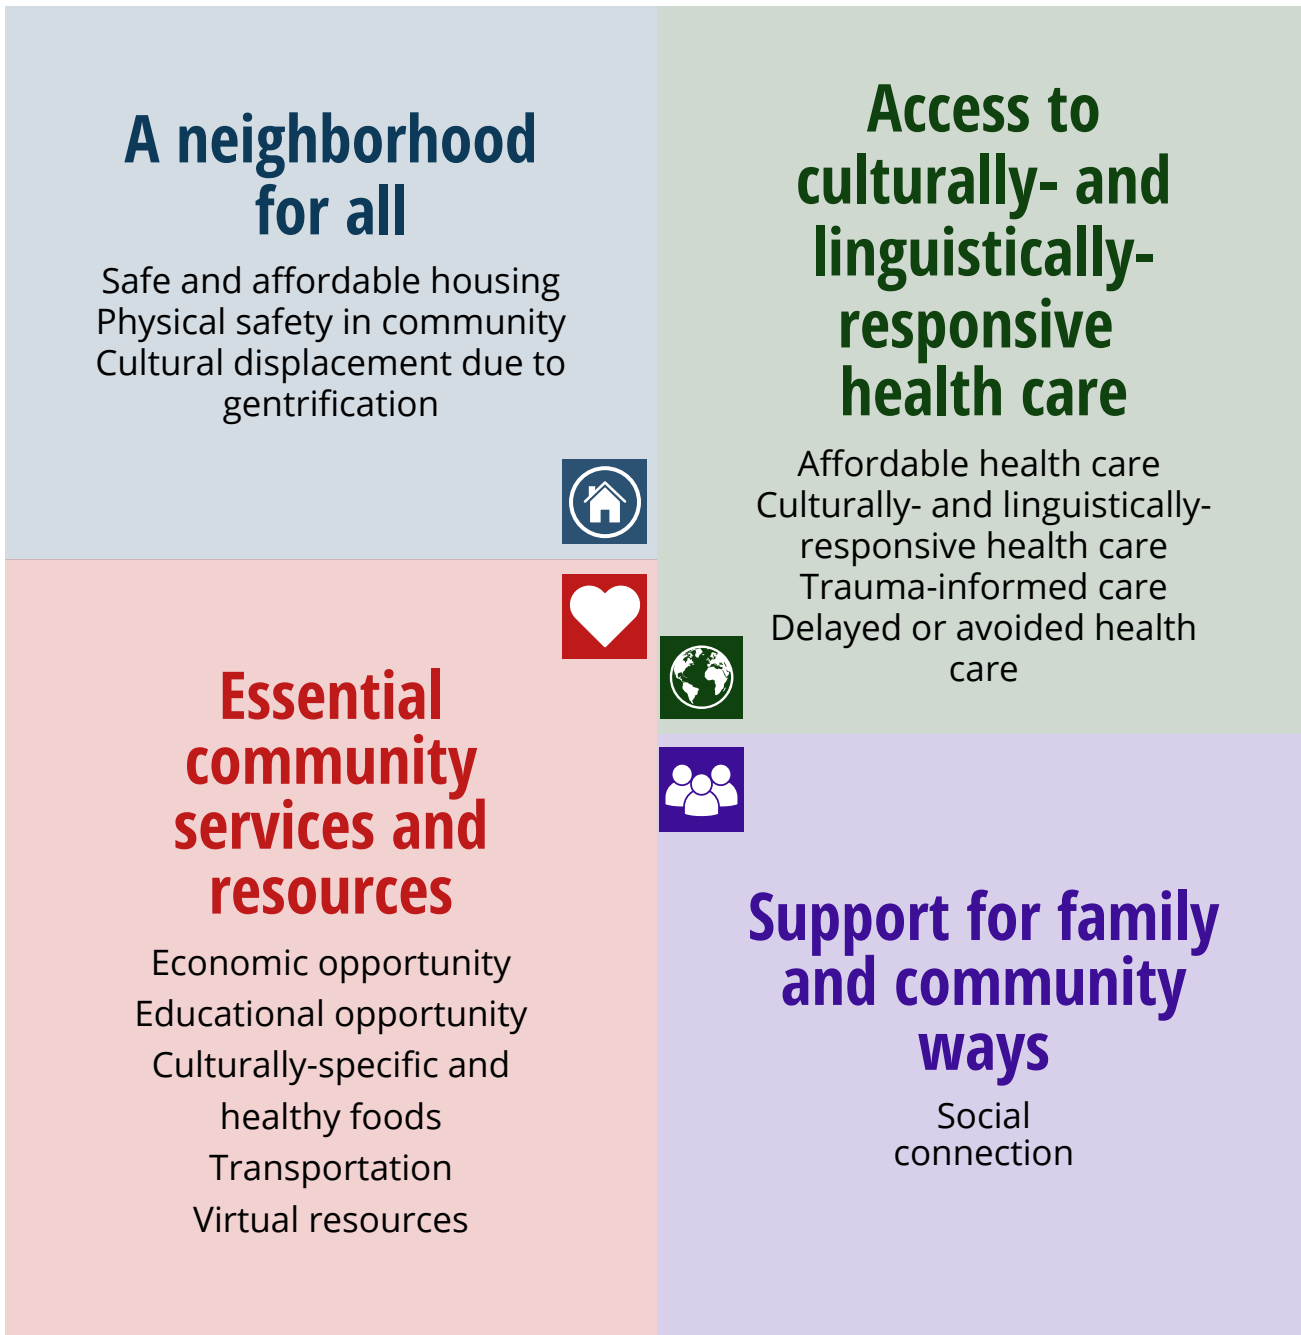 A neighborhood
for all
Safe and affordable housing
Physical safety in community
Cultural displacement due to
gentrification
Access to
culturally- and
linguistically-
responsive
health care
Affordable health care
Culturally- and linguistically-
responsive health care
Trauma-informed care
Delayed or avoided health
care
Essential
community
services and
resources
Economic opportunity
Educational opportunity
Culturally-specific and
healthy foods
Transportation
Virtual resources
Support for family
and community
ways
Social
connection